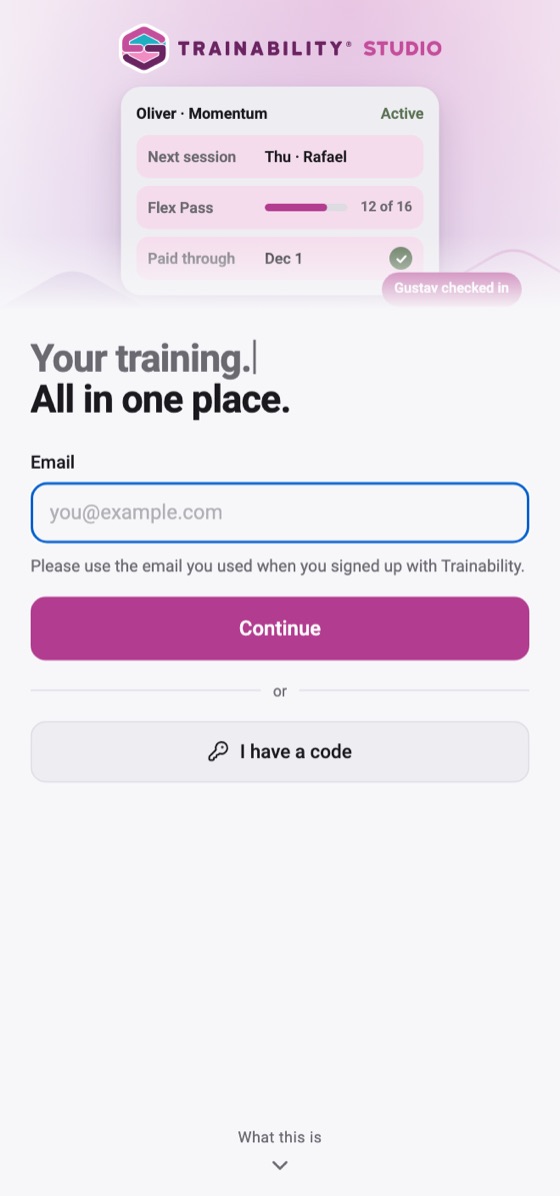 TRAINABILITY® STUDIO
Oliver · Momentum Active
Next session Thu · Rafael
Flex Pass 12 of 16
Paid through Dec 1
Gustav checked in
Your training.
All in one place.
Email
you@example.com
Please use the email you used when you signed up with Trainability.
Continue
or
I have a code
What this is